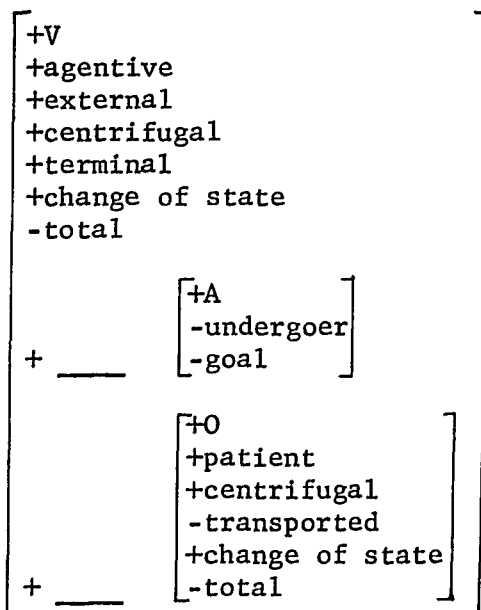 +V
+agentive
+external
+centrifugal
+terminal
+change of state
-total
+A
-undergoer
+ ___ -goal
+O
+patient
+centrifugal
-transported
+change of state
+ ___ -total